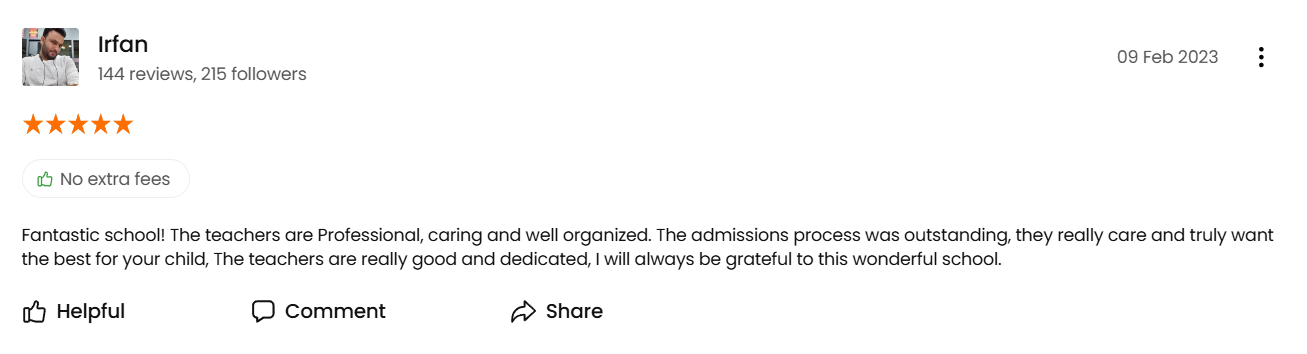 Irfan
144 reviews, 215 followers
09 Feb 2023
No extra fees
Fantastic school! The teachers are Professional, caring and well organized. The admissions process was outstanding, they really care and truly want
the best for your child, The teachers are really good and dedicated, I will always be grateful to this wonderful school.
Helpful
Comment
Share